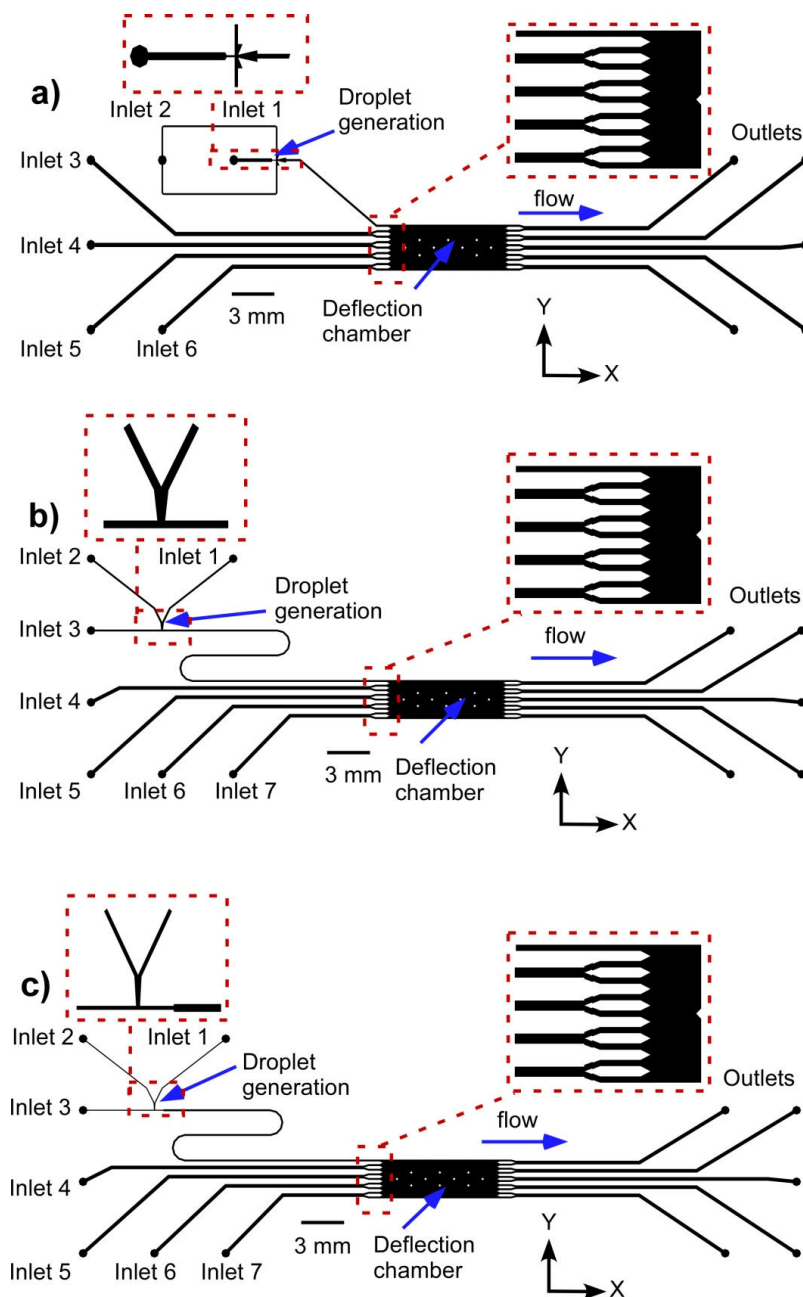 a)
Inlet 2
Inlet 1
Droplet
generation
Inlet 3
Outlets
flow
Inlet 4
Deflection
chamber
3 mm
Inlet 5
Inlet 6
Y
X
b)
Inlet 2
Inlet 1
Droplet
generation
Inlet 3
Outlets
flow
Inlet 4
3 mm
Deflection
chamber
Inlet 5
Inlet 6
Inlet 7
Y
X
c)
Inlet 2
Inlet 1
Droplet
generation
Inlet 3
Outlets
flow
Inlet 4
3 mm
Deflection
chamber
Inlet 5
Inlet 6
Inlet 7
Y
X